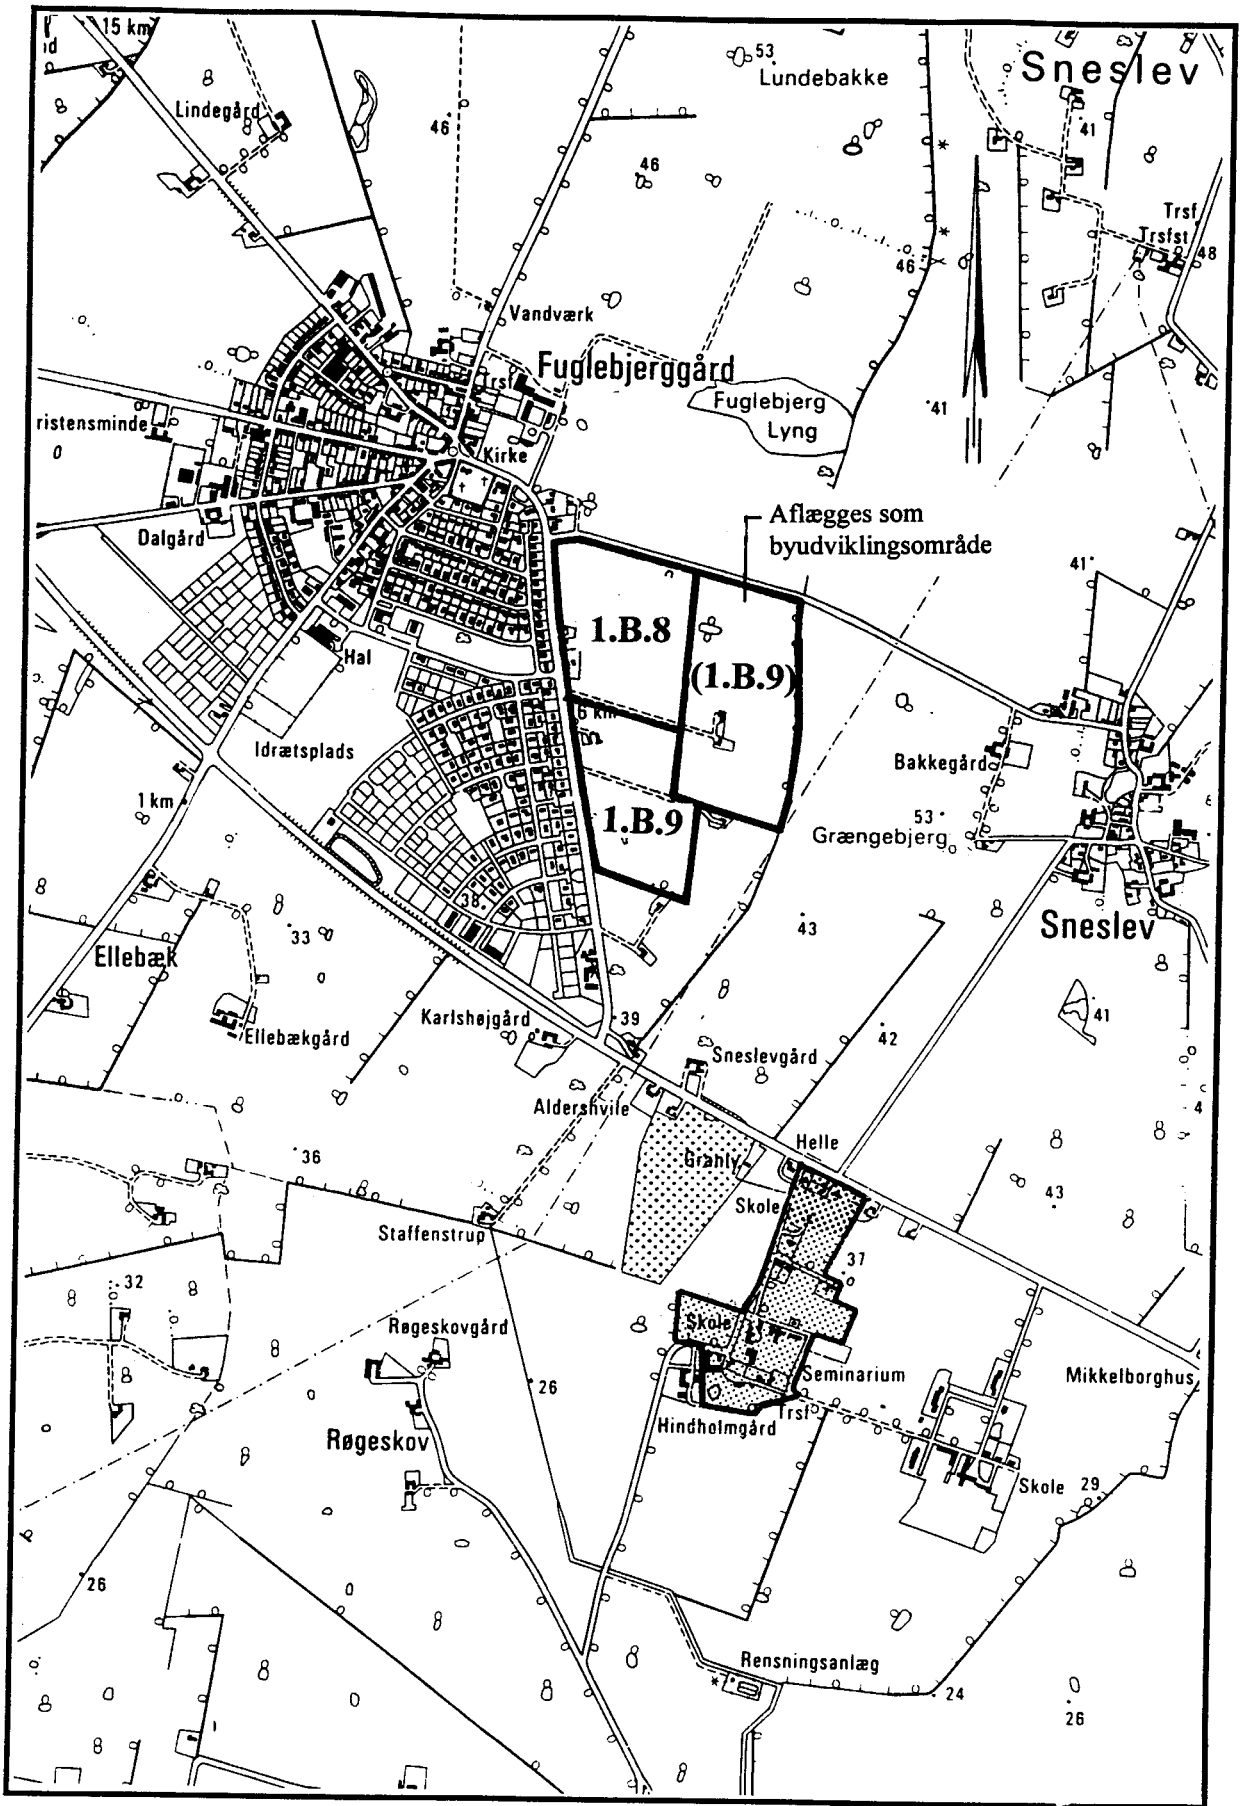 15 km
Sneslev
53
Lundebakke
Lindegård
46
41
46
Trsf
Trsfst
48
46
Vandværk
Fuglebjerggård
Trsf
Fuglebjerg
Lyng
41
ristensminde
Kirke
Aflægges som
byudviklingsområde
Dalgård
41
1.B.8
Hal
(1.B.9)
6 km
Idrætsplads
Bakkegård
1 km
53
1.B.9
Grængebjerg
38
43
33
Sneslev
Ellebæk
Karlshøjgård
39
41
Ellebækgård
42
Sneslevgård
Aldershvile
Helle
36
Granly
43
Skole
Staffenstrup
37
32
Skole
Røgeskovgård
Seminarium
Mikkelborghus
26
Trsf
Hindholmgård
Røgeskov
Skole
29
26
Rensningsanlæg
24
26